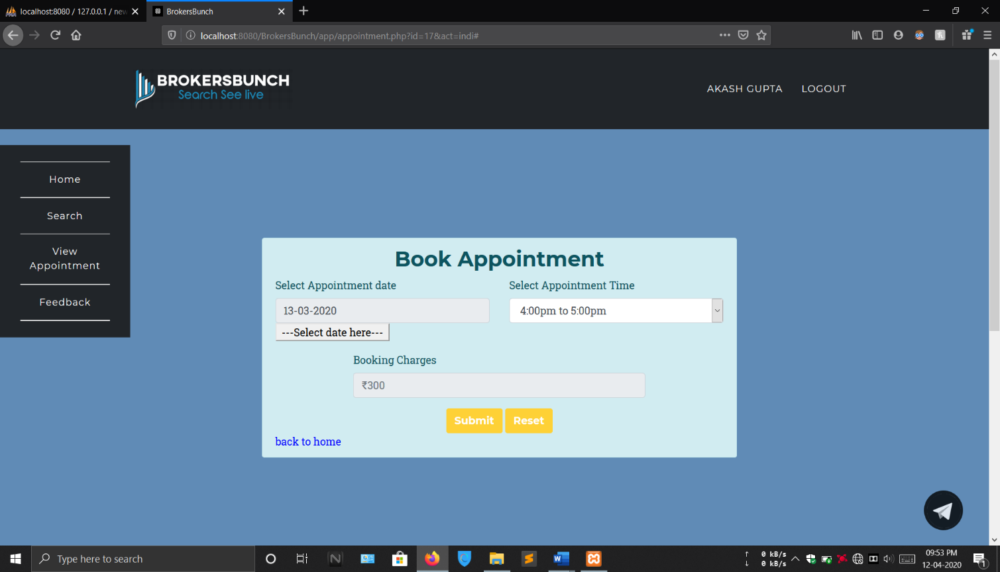 localhost:8080 / 127.0.0.1 / new
BrokersBunch
localhost:8080/BrokersBunch/app/appointment.php?id=17&act=indi#
BROKERSBUNCH
Search See live
AKASH GUPTA
LOGOUT
Home
Search
View
Appointment
Feedback
Book Appointment
Select Appointment date
Select Appointment Time
13-03-2020
4:00pm to 5:00pm
---Select date here---
Booking Charges
₹300
Submit
Reset
back to home
Type here to search
0 kB/s
0 kB/s
09:53 PM
12-04-2020
1